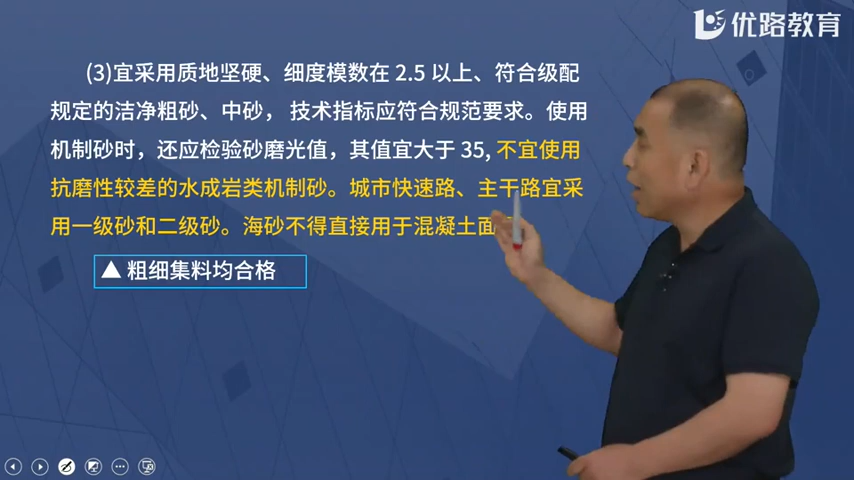 优路教育
(3)宜采用质地坚硬、细度模数在 2.5 以上、符合级配
规定的洁净粗砂、中砂， 技术指标应符合规范要求。使用
机制砂时，还应检验砂磨光值，其值宜大于 35, 不宜使用
抗磨性较差的水成岩类机制砂。城市快速路、主干路宜采
用一级砂和二级砂。海砂不得直接用于混凝土面
▲ 粗细集料均合格